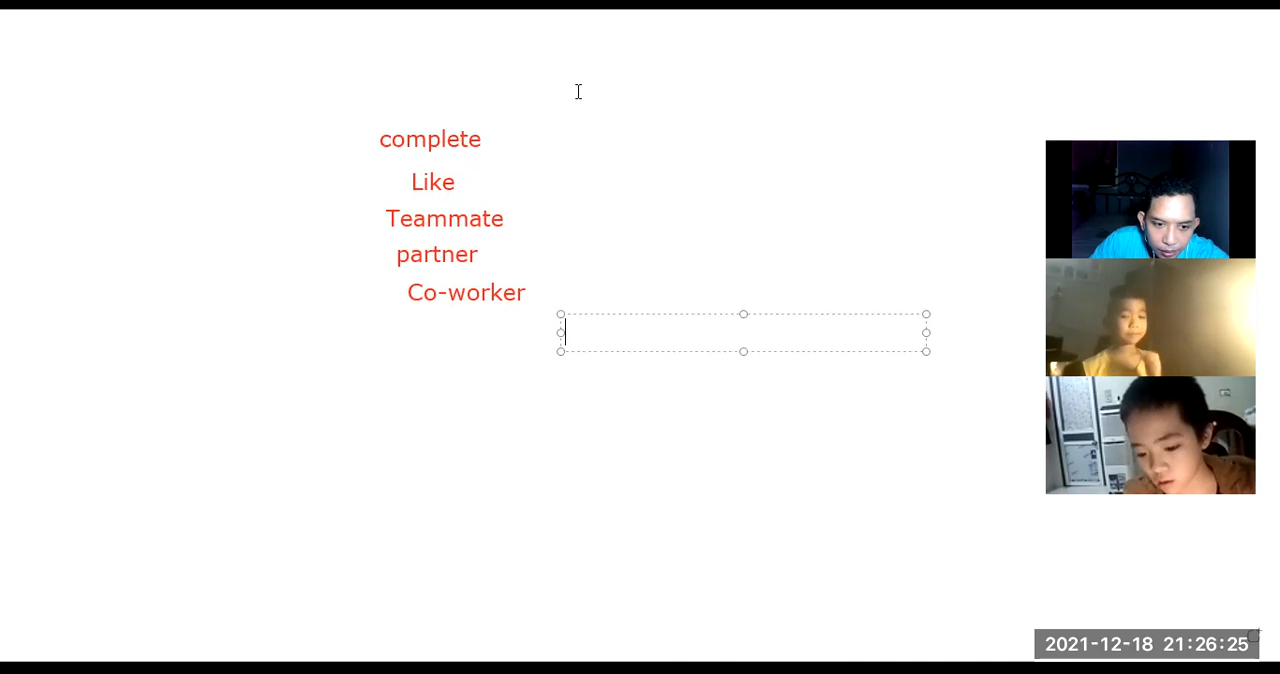 complete
Like
Teammate
partner
Co-worker
2021-12-18 21:26:25